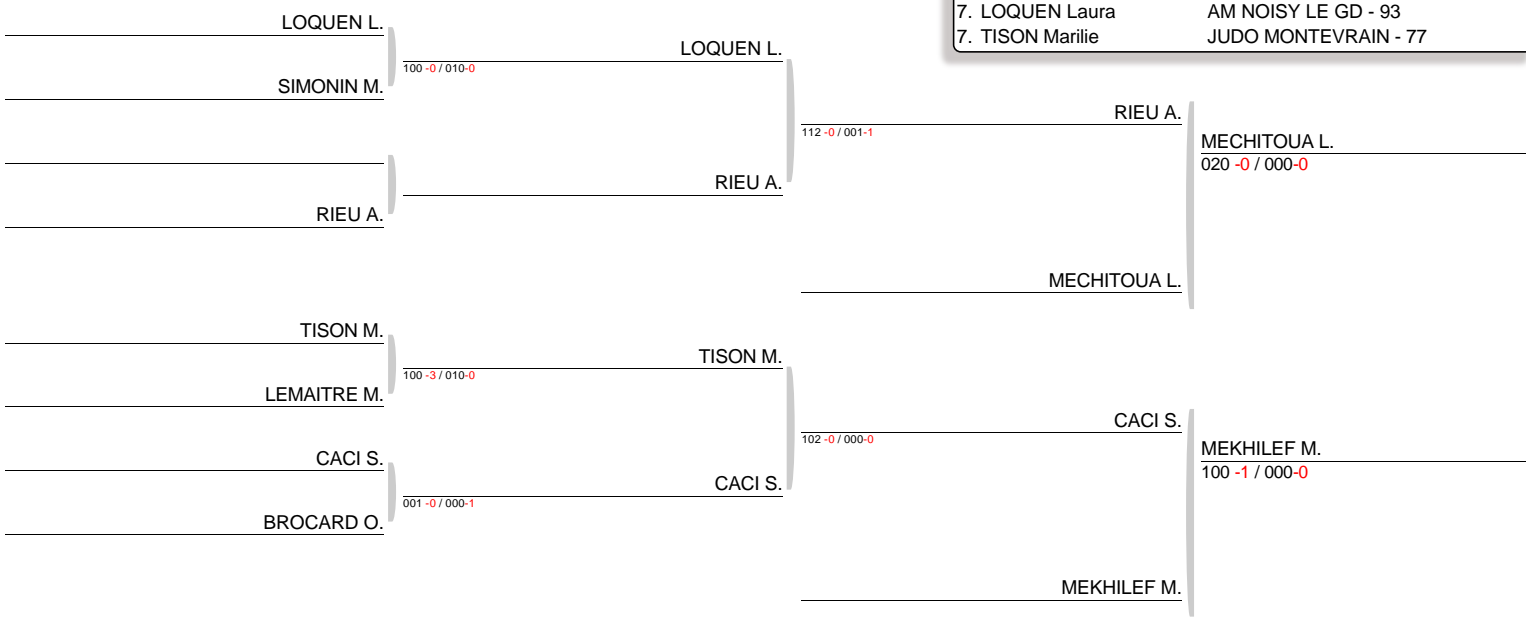 7. LOQUEN Laura AM NOISY LE GD - 93
7. TISON Marilie JUDO MONTEVRAIN - 77
LOQUEN L.
SIMONIN M.
RIEU A.
TISON M.
LEMAITRE M.
CACI S.
BROCARD O.
LOQUEN L.
100 -0 / 010-0
RIEU A.
TISON M.
100 -3 / 010-0
CACI S.
001 -0 / 000-1
RIEU A.
112 -0 / 001-1
MECHITOUA L.
CACI S.
102 -0 / 000-0
MEKHILEF M.
MECHITOUA L.
020 -0 / 000-0
MEKHILEF M.
100 -1 / 000-0